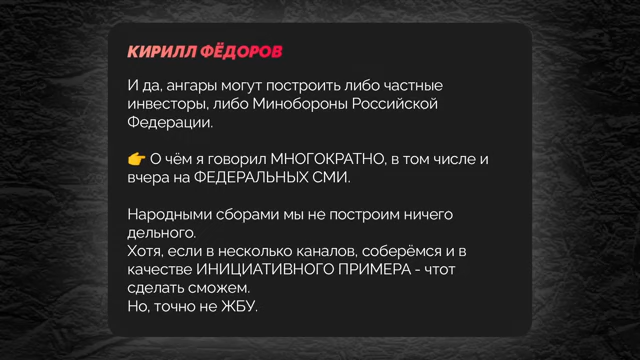 КИРИЛЛ ФЁДОРОВ
И да, ангары могут построить либо частные
инвесторы, либо Минобороны Российской
Федерации.
👉 О чём я говорил МНОГОКРАТНО, в том числе и
вчера на ФЕДЕРАЛЬНЫХ СМИ.
Народными сборами мы не построим ничего
дельного.
Хотя, если в несколько каналов, соберёмся и в
качестве ИНИЦИАТИВНОГО ПРИМЕРА - чтот
сделать сможем.
Но, точно не ЖБУ.